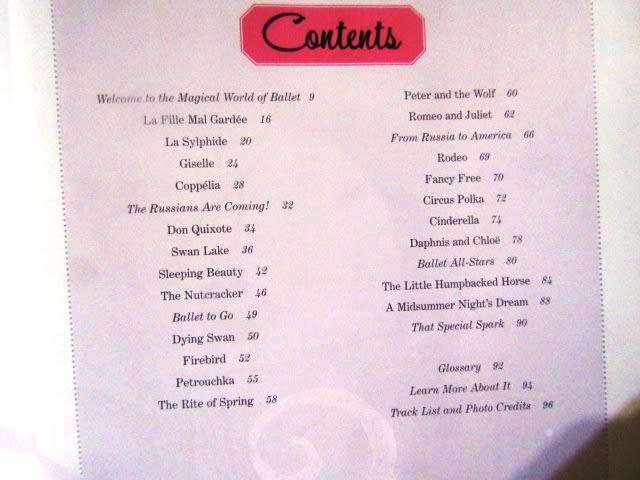 Contents
Welcome to the Magical World of Ballet 9
La Fille Mal Gardée 16
La Sylphide 20
Giselle 24
Coppélia 28
The Russians Are Coming! 32
Don Quixote 34
Swan Lake 36
Sleeping Beauty 42
The Nutcracker 46
Ballet to Go 49
Dying Swan 50
Firebird 52
Petrouchka 55
The Rite of Spring 58
Peter and the Wolf 60
Romeo and Juliet 62
From Russia to America 66
Rodeo 69
Fancy Free 70
Circus Polka 72
Cinderella 74
Daphnis and Chloë 78
Ballet All-Stars 80
The Little Humpbacked Horse 84
A Midsummer Night's Dream 88
That Special Spark 90
Glossary 92
Learn More About It 94
Track List and Photo Credits 96